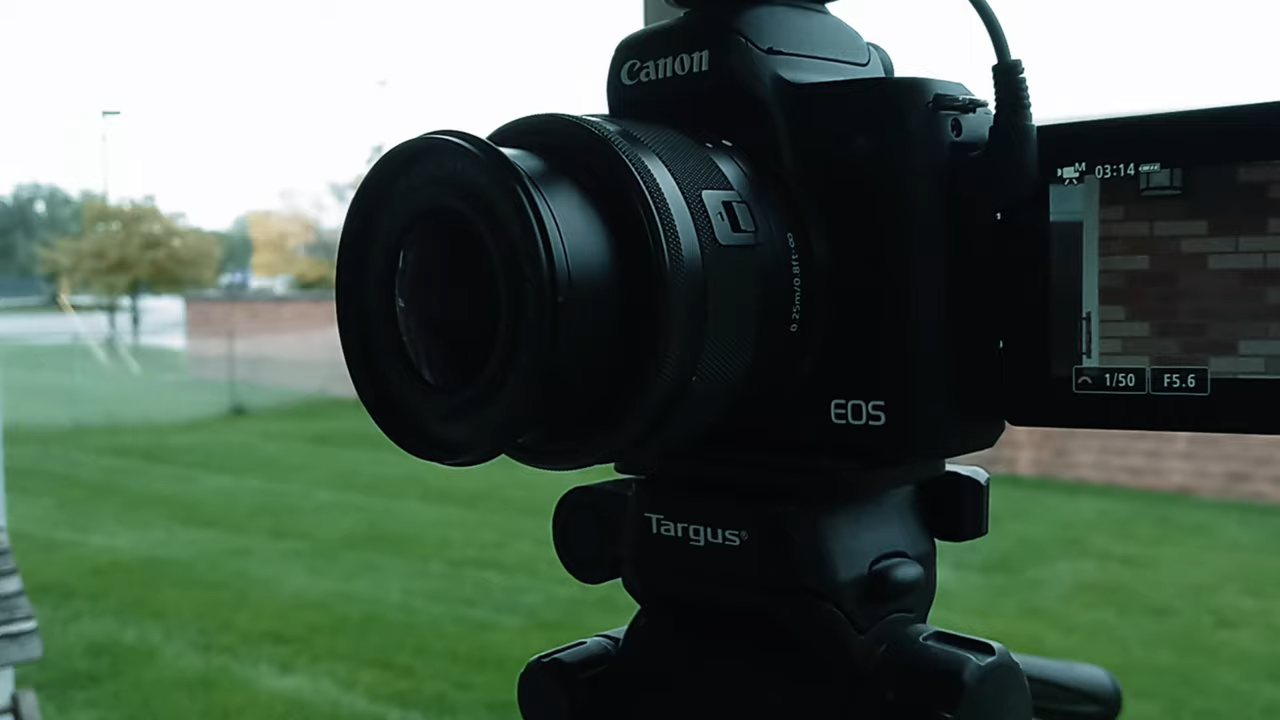 Canon
M 03:14
0.25m/0.8ft-∞
1/50 F5.6
EOS
Targus®